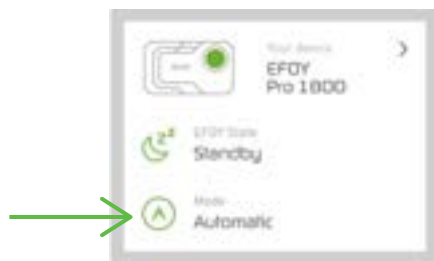 Your device
EFOY
Pro 1800
EFOY State
Standby
Mode
Automatic